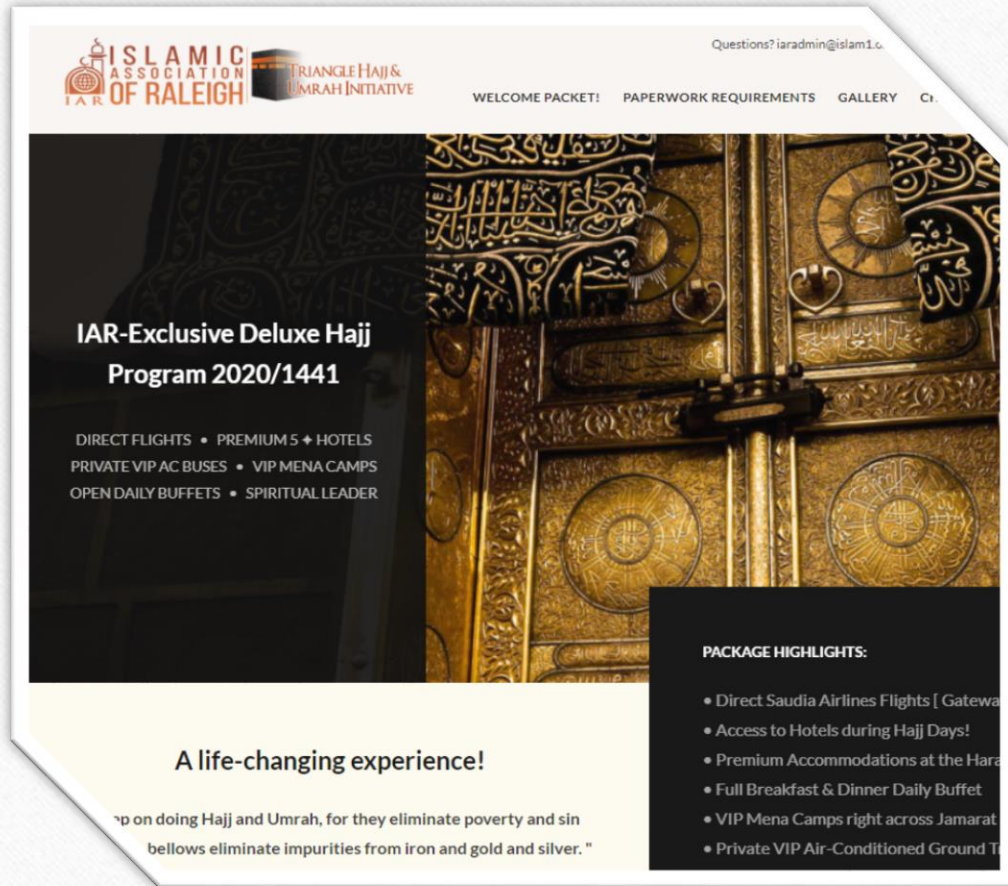 Questions? iaradmin@islam1.o
ISLAMIC
ASSOCIATION
OF RALEIGH
IAR
TRIANGLE HAJJ &
UMRAH INITIATIVE
WELCOME PACKET! PAPERWORK REQUIREMENTS GALLERY
IAR-Exclusive Deluxe Hajj
Program 2020/1441
DIRECT FLIGHTS • PREMIUM 5 ✦ HOTELS
PRIVATE VIP AC BUSES • VIP MENA CAMPS
OPEN DAILY BUFFETS • SPIRITUAL LEADER
PACKAGE HIGHLIGHTS:
• Direct Saudia Airlines Flights [ Gatewa
• Access to Hotels during Hajj Days!
• Premium Accommodations at the Hara
• Full Breakfast & Dinner Daily Buffet
• VIP Mena Camps right across Jamarat
• Private VIP Air-Conditioned Ground T
A life-changing experience!
on doing Hajj and Umrah, for they eliminate poverty and sin
bellows eliminate impurities from iron and gold and silver. "